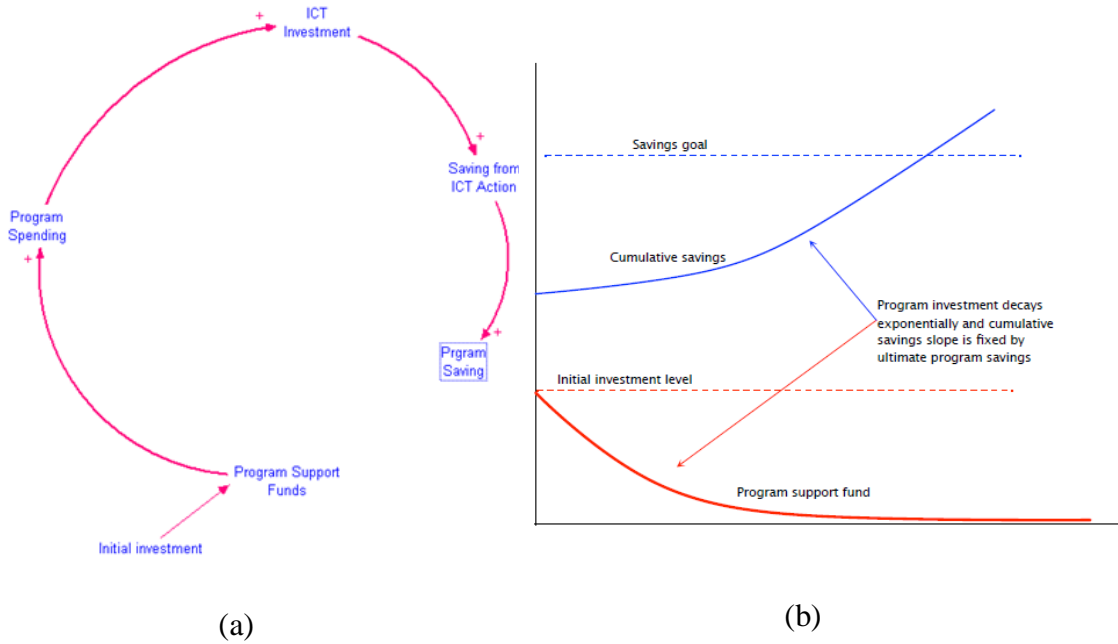 ICT
Investment
+
+
Saving from
ICT Action
Program
Spending
+
+
Prgram
Saving
Program Support
Funds
Initial investment
(a)
Savings goal
Cumulative savings
Program investment decays
exponentially and cumulative
savings slope is fixed by
ultimate program savings
Initial investment level
Program support fund
(b)